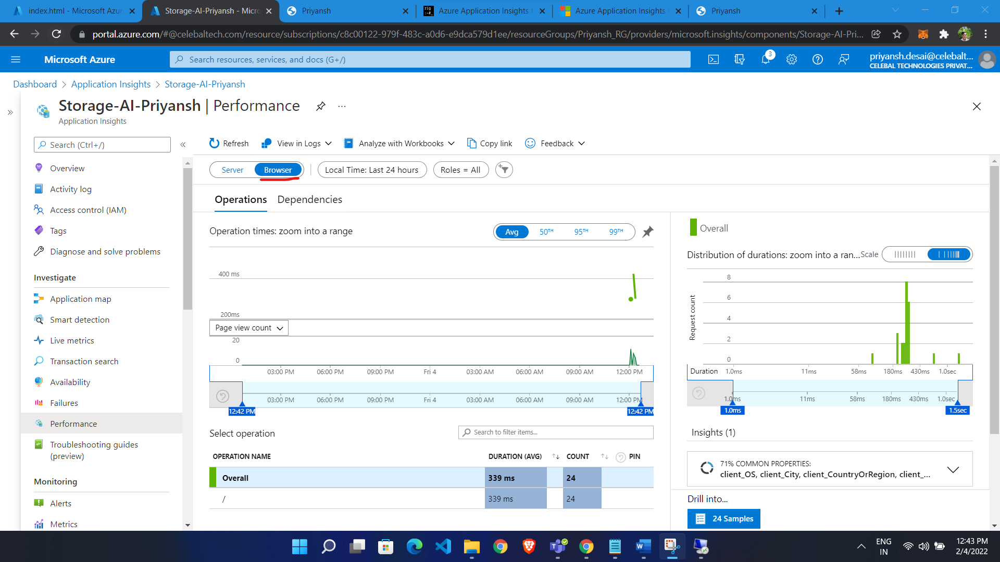 index.html - Microsoft Azur
Storage-AI-Priyansh - Micro
Priyansh
Azure Application Insights f
Azure Application Insights f
Priyansh
portal.azure.com/#@celebaltech.com/resource/subscriptions/c8c00122-979f-483c-a0d6-e9dca579d1ee/resourceGroups/Priyansh_RG/providers/microsoft.insights/components/Storage-AI-Pri...
Microsoft Azure
Search resources, services, and docs (G+/)
3
priyansh.desai@celebalt...
CELEBAL TECHNOLOGIES PRIVAT...
Dashboard > Application Insights > Storage-AI-Priyansh
Storage-AI-Priyansh | Performance
Application Insights
Search (Ctrl+/)
Overview
Activity log
Access control (IAM)
Tags
Diagnose and solve problems
Investigate
Application map
Smart detection
Live metrics
Transaction search
Availability
Failures
Performance
Troubleshooting guides
(preview)
Monitoring
Alerts
Metrics
Refresh
View in Logs
Analyze with Workbooks
Copy link
Feedback
Server
Browser
Local Time: Last 24 hours
Roles = All
Operations
Dependencies
Operation times: zoom into a range
Avg
50TH
95TH
99TH
400 ms
200ms
Page view count
20
0
03:00 PM 06:00 PM 09:00 PM Fri 4 03:00 AM 06:00 AM 09:00 AM 12:00 PM
03:00 PM 06:00 PM 09:00 PM Fri 4 03:00 AM 06:00 AM 09:00 AM 12:00 PM
12:42 PM
12:42 PM
Select operation
Search to filter items...
OPERATION NAME DURATION (AVG) COUNT PIN
Overall 339 ms 24
/ 339 ms 24
Overall
Distribution of durations: zoom into a ran...
Scale
Request count
8
6
4
2
0
Duration 1.0ms 11ms 58ms 180ms 430ms 1.0sec
1.0ms 11ms 58ms 180ms 430ms 1.0sec
1.0ms
1.5sec
Insights (1)
71% COMMON PROPERTIES:
client_OS, client_City, client_CountryOrRegion, client_...
Drill into...
24 Samples
ENG
IN
12:43 PM
2/4/2022